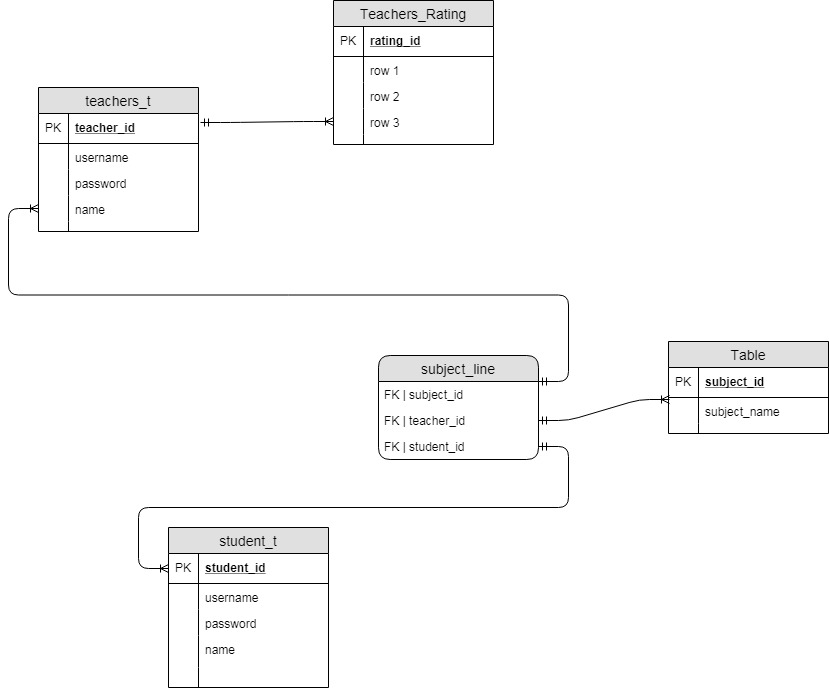 Teachers_Rating
PK rating_id
row 1
row 2
row 3
teachers_t
PK teacher_id
username
password
name
subject_line
FK | subject_id
FK | teacher_id
FK | student_id
Table
PK subject_id
subject_name
student_t
PK student_id
username
password
name